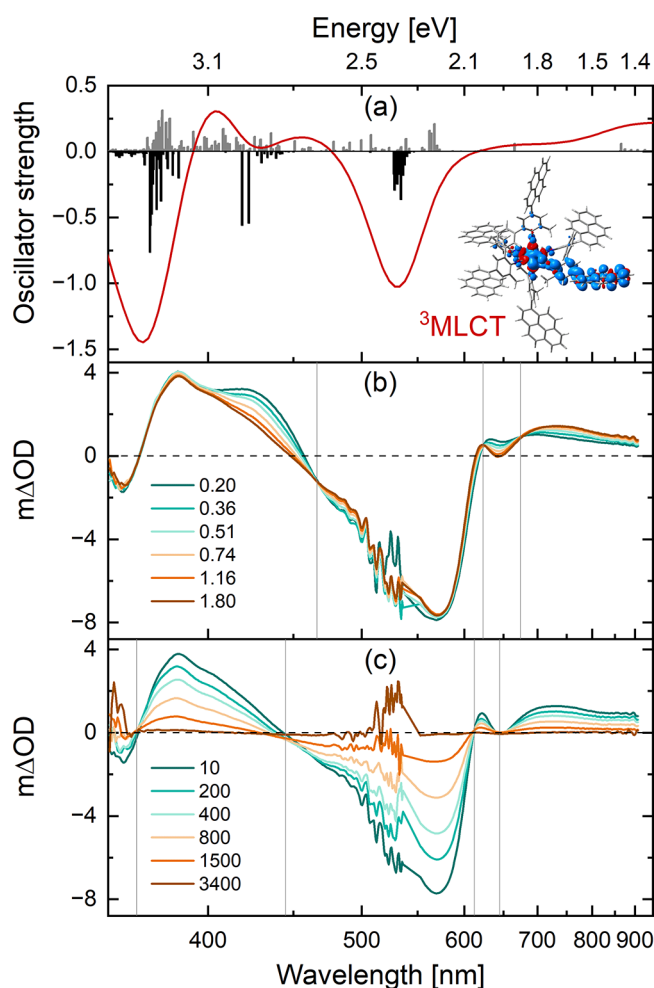 Energy [eV]
3.1 2.5 2.1 1.8 1.5 1.4
(a)
Oscillator strength
0.5
0.0
-0.5
-1.0
-1.5
³MLCT
(b)
mΔOD
4
0
-4
-8
0.20
0.36
0.51
0.74
1.16
1.80
(c)
mΔOD
4
0
-4
-8
10
200
400
800
1500
3400
400 500 600 700 800 900
Wavelength [nm]